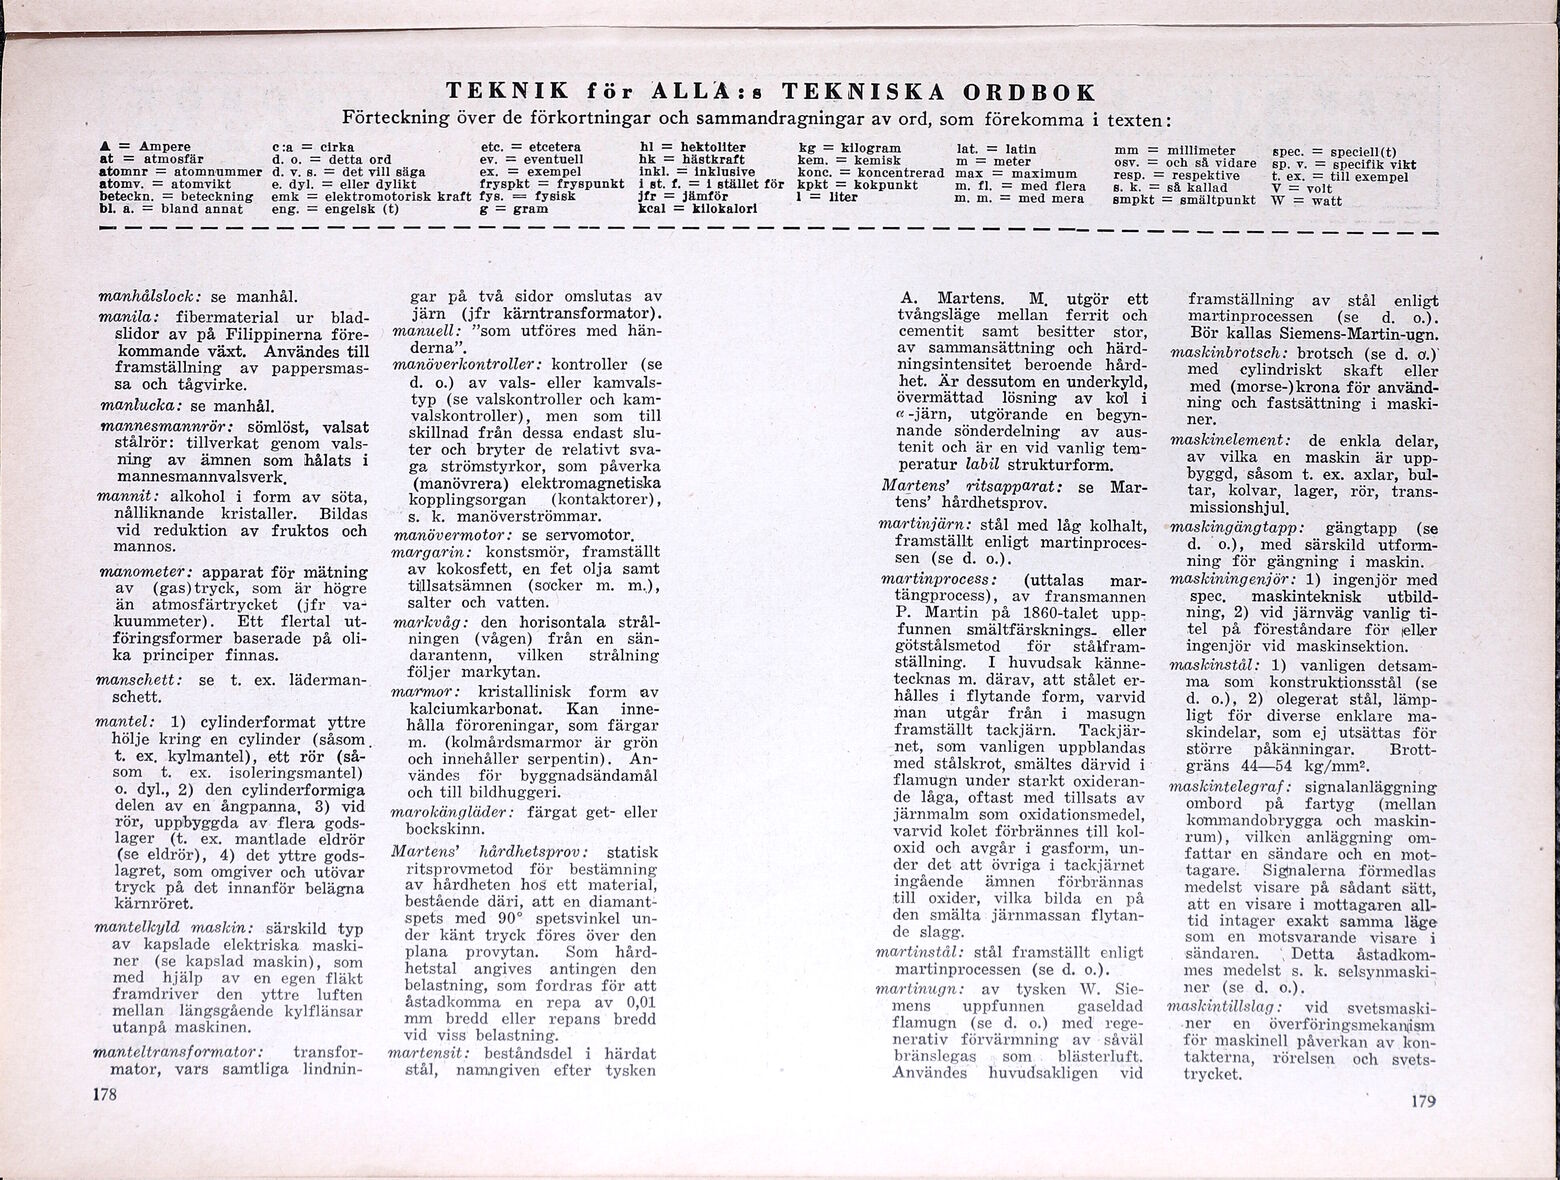 TEKNIK för ALLA:s TEKNISKA ORDBOK
Förteckning över de förkortningar och sammandragningar av ord, som förekomma i texten:
A = Ampere
at = atmosfär
atomnr = atomnummer
atomv. = atomvikt
beteckn. = beteckning
bl. a. = bland annat
c:a = cirka
d. o. = detta ord
d. v. s. = det vill säga
e. dyl. = eller dylikt
emk = elektromotorisk kraft
eng. = engelsk (t)
etc. = etcetera
ev. = eventuell
ex. = exempel
fryspkt = fryspunkt
fys. = fysisk
g = gram
hl = hektoliter
hk = hästkraft
inkl. = inklusive
i st. f. = i stället för
jfr = jämför
kcal = kilokalori
kg = kilogram
kem. = kemisk
konc. = koncentrerad
kpkt = kokpunkt
l = liter
lat. = latin
m = meter
max = maximum
m. fl. = med flera
m. m. = med mera
mm = millimeter
osv. = och så vidare
resp. = respektive
s. k. = så kallad
smpkt = smältpunkt
spec. = speciell(t)
sp. v. = specifik vikt
t. ex. = till exempel
V = volt
W = watt
manhålslock: se manhål.
manila: fibermaterial ur blad-
slidor av på Filippinerna före-
kommande växt. Användes till
framställning av pappersmas-
sa och tågvirke.
manlucka: se manhål.
mannesmannrör: sömlöst, valsat
stålrör: tillverkat genom vals-
ning av ämnen som hålats i
mannesmannvalsverk.
mannit: alkohol i form av söta,
nålliknande kristaller. Bildas
vid reduktion av fruktos och
mannos.
manometer: apparat för mätning
av (gas)tryck, som är högre
än atmosfärtrycket (jfr va-
kuummeter). Ett flertal ut-
föringsformer baserade på oli-
ka principer finnas.
manschett: se t. ex. läderman-
schett.
mantel: 1) cylinderformat yttre
hölje kring en cylinder (såsom
t. ex. kylmantel), ett rör (så-
som t. ex. isoleringsmantel)
o. dyl., 2) den cylinderformiga
delen av en ångpanna, 3) vid
rör, uppbyggda av flera gods-
lager (t. ex. mantlade eldrör
(se eldrör), 4) det yttre gods-
lagret, som omgiver och utövar
tryck på det innanför belägna
kärnröret.
mantelkyld maskin: särskild typ
av kapslade elektriska maski-
ner (se kapslad maskin), som
med hjälp av en egen fläkt
framdriver den yttre luften
mellan längsgående kylflänsar
utanpå maskinen.
manteltransformator: transfor-
mator, vars samtliga lindnin-
178
gar på två sidor omslutas av
järn (jfr kärntransformator).
manuell: "som utföres med hän-
derna".
manöverkontroller: kontroller (se
d. o.) av vals- eller kamvals-
typ (se valskontroller och kam-
valskontroller), men som till
skillnad från dessa endast slu-
ter och bryter de relativt sva-
ga strömstyrkor, som påverka
(manövrera) elektromagnetiska
kopplingsorgan (kontaktorer),
s. k. manöverströmmar.
manövermotor: se servomotor.
margarin: konstsmör, framställt
av kokosfett, en fet olja samt
tillsatsämnen (socker m. m.),
salter och vatten.
markvåg: den horisontala strål-
ningen (vågen) från en sän-
darantenn, vilken strålning
följer markytan.
marmor: kristallinisk form av
kalciumkarbonat. Kan inne-
hålla föroreningar, som färgar
m. (kolmårdsmarmor är grön
och innehåller serpentin). An-
vändes för byggnadsändamål
och till bildhuggeri.
marokängläder: färgat get- eller
bockskinn.
Martens' hårdhetsprov: statisk
ritsprovmetod för bestämning
av hårdheten hos ett material,
bestående däri, att en diamant-
spets med 90° spetsvinkel un-
der känt tryck föres över den
plana provytan. Som hård-
hetstal angives antingen den
belastning, som fordras för att
åstadkomma en repa av 0,01
mm bredd eller repans bredd
vid viss belastning.
martensit: beståndsdel i härdat
stål, namngiven efter tysken
A. Martens. M. utgör ett
tvångsläge mellan ferrit och
cementit samt besitter stor,
av sammansättning och härd-
ningsintensitet beroende hård-
het. Är dessutom en underkyld,
övermättad lösning av kol i
α-järn, utgörande en begyn-
nande sönderdelning av aus-
tenit och är en vid vanlig tem-
peratur labil strukturform.
Martens' ritsapparat: se Mar-
tens' hårdhetsprov.
martinjärn: stål med låg kolhalt,
framställt enligt martinproces-
sen (se d. o.).
martinprocess: (uttalas mar-
tängprocess), av fransmannen
P. Martin på 1860-talet upp-
funnen smältfärsknings- eller
götstålsmetod för stålfram-
ställning. I huvudsak känne-
tecknas m. därav, att stålet er-
hålles i flytande form, varvid
man utgår från i masugn
framställt tackjärn. Tackjär-
net, som vanligen uppblandas
med stålskrot, smältes därvid i
flamugn under starkt oxideran-
de låga, oftast med tillsats av
järnmalm som oxidationsmedel,
varvid kolet förbrännes till kol-
oxid och avgår i gasform, un-
der det att övriga i tackjärnet
ingående ämnen förbrännas
till oxider, vilka bilda en på
den smälta järnmassan flytan-
de slagg.
martinstål: stål framställt enligt
martinprocessen (se d. o.).
martinugn: av tysken W. Sie-
mens uppfunnen gaseldad
flamugn (se d. o.) med rege-
nerativ förvärmning av såväl
bränslegas som blästerluft.
Användes huvudsakligen vid
framställning av stål enligt
martinprocessen (se d. o.).
Bör kallas Siemens-Martin-ugn.
maskinbrotsch: brotsch (se d. o.)
med cylindriskt skaft eller
med (morse-)krona för använd-
ning och fastsättning i maski-
ner.
maskinelement: de enkla delar,
av vilka en maskin är upp-
byggd, såsom t. ex. axlar, bul-
tar, kolvar, lager, rör, trans-
missionshjul.
maskingängtapp: gängtapp (se
d. o.), med särskild utform-
ning för gängning i maskin.
maskiningenjör: 1) ingenjör med
spec. maskinteknisk utbild-
ning, 2) vid järnväg vanlig ti-
tel på föreståndare för eller
ingenjör vid maskinsektion.
maskinstål: 1) vanligen detsam-
ma som konstruktionsstål (se
d. o.), 2) olegerat stål, lämp-
ligt för diverse enklare ma-
skindelar, som ej utsättas för
större påkänningar. Brott-
gräns 44—54 kg/mm².
maskintelegraf: signalanläggning
ombord på fartyg (mellan
kommandobrygga och maskin-
rum), vilken anläggning om-
fattar en sändare och en mot-
tagare. Signalerna förmedlas
medelst visare på sådant sätt,
att en visare i mottagaren all-
tid intager exakt samma läge
som en motsvarande visare i
sändaren. Detta åstadkom-
mes medelst s. k. selsynmaski-
ner (se d. o.).
maskintillslag: vid svetsmaski-
ner en överföringsmekanism
för maskinell påverkan av kon-
takterna, rörelsen och svets-
trycket.
179